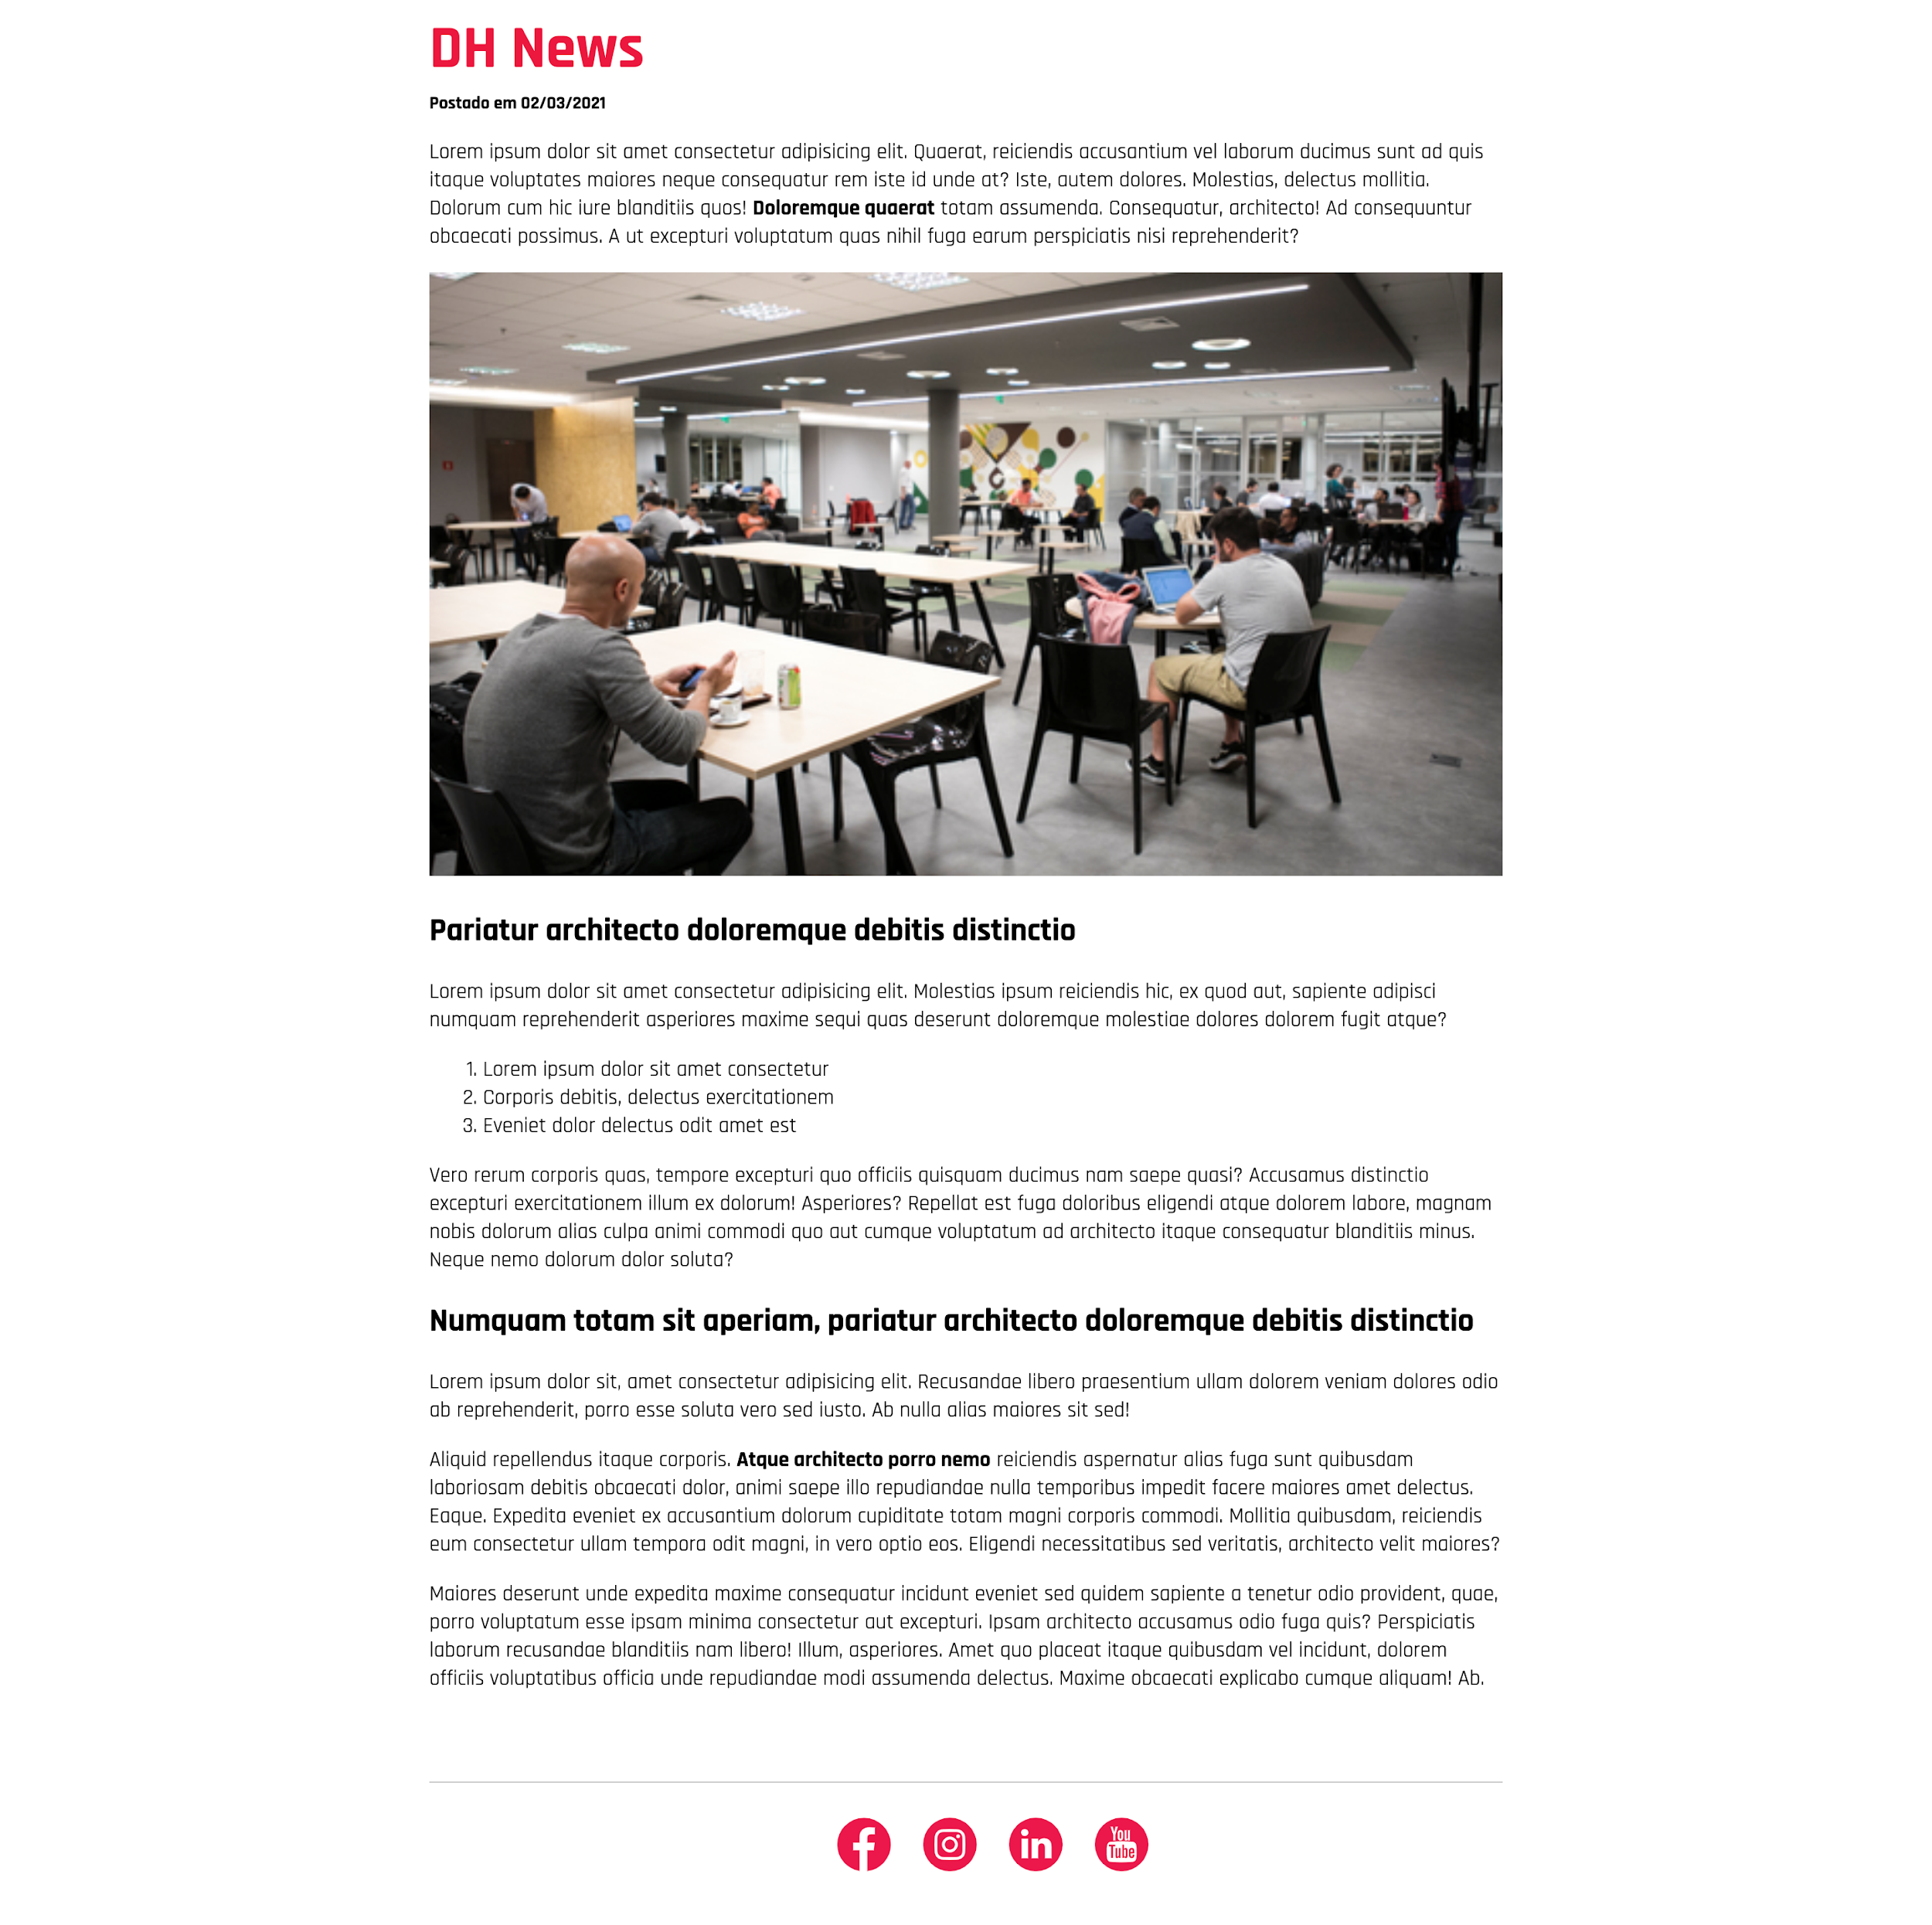 DH News
Postado em 02/03/2021
Lorem ipsum dolor sit amet consectetur adipisicing elit. Quaerat, reiciendis accusantium vel laborum ducimus sunt ad quis
itaque voluptates maiores neque consequatur rem iste id unde at? Iste, autem dolores. Molestias, delectus mollitia.
Dolorum cum hic iure blanditiis quos! Doloremque quaerat totam assumenda. Consequatur, architecto! Ad consequuntur
obcaecati possimus. A ut excepturi voluptatum quas nihil fuga earum perspiciatis nisi reprehenderit?
Pariatur architecto doloremque debitis distinctio
Lorem ipsum dolor sit amet consectetur adipisicing elit. Molestias ipsum reiciendis hic, ex quod aut, sapiente adipisci
numquam reprehenderit asperiores maxime sequi quas deserunt doloremque molestiae dolores dolorem fugit atque?
1. Lorem ipsum dolor sit amet consectetur
2. Corporis debitis, delectus exercitationem
3. Eveniet dolor delectus odit amet est
Vero rerum corporis quas, tempore excepturi quo officiis quisquam ducimus nam saepe quasi? Accusamus distinctio
excepturi exercitationem illum ex dolorum! Asperiores? Repellat est fuga doloribus eligendi atque dolorem labore, magnam
nobis dolorum alias culpa animi commodi quo aut cumque voluptatum ad architecto itaque consequatur blanditiis minus.
Neque nemo dolorum dolor soluta?
Numquam totam sit aperiam, pariatur architecto doloremque debitis distinctio
Lorem ipsum dolor sit, amet consectetur adipisicing elit. Recusandae libero praesentium ullam dolorem veniam dolores odio
ab reprehenderit, porro esse soluta vero sed iusto. Ab nulla alias maiores sit sed!
Aliquid repellendus itaque corporis. Atque architecto porro nemo reiciendis aspernatur alias fuga sunt quibusdam
laboriosam debitis obcaecati dolor, animi saepe illo repudiandae nulla temporibus impedit facere maiores amet delectus.
Eaque. Expedita eveniet ex accusantium dolorum cupiditate totam magni corporis commodi. Mollitia quibusdam, reiciendis
eum consectetur ullam tempora odit magni, in vero optio eos. Eligendi necessitatibus sed veritatis, architecto velit maiores?
Maiores deserunt unde expedita maxime consequatur incidunt eveniet sed quidem sapiente a tenetur odio provident, quae,
porro voluptatum esse ipsam minima consectetur aut excepturi. Ipsam architecto accusamus odio fuga quis? Perspiciatis
laborum recusandae blanditiis nam libero! Illum, asperiores. Amet quo placeat itaque quibusdam vel incidunt, dolorem
officiis voluptatibus officia unde repudiandae modi assumenda delectus. Maxime obcaecati explicabo cumque aliquam! Ab.
f in You
Tube